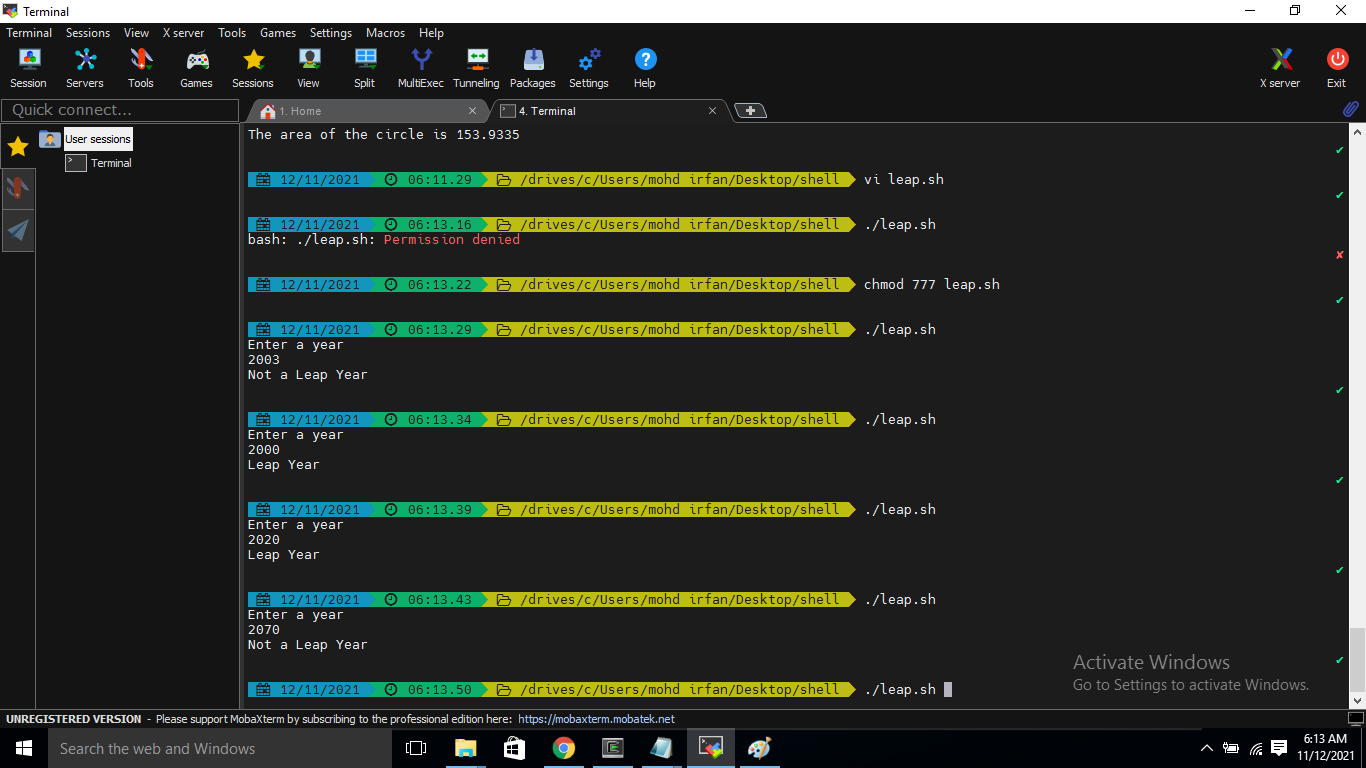 Terminal
Terminal Sessions View X server Tools Games Settings Macros Help
Session Servers Tools Games Sessions View Split MultiExec Tunneling Packages Settings Help X server Exit
Quick connect...
1. Home
4. Terminal
User sessions
Terminal
The area of the circle is 153.9335
12/11/2021 06:11.29 /drives/c/Users/mohd irfan/Desktop/shell vi leap.sh
12/11/2021 06:13.16 /drives/c/Users/mohd irfan/Desktop/shell ./leap.sh
bash: ./leap.sh: Permission denied
12/11/2021 06:13.22 /drives/c/Users/mohd irfan/Desktop/shell chmod 777 leap.sh
12/11/2021 06:13.29 /drives/c/Users/mohd irfan/Desktop/shell ./leap.sh
Enter a year
2003
Not a Leap Year
12/11/2021 06:13.34 /drives/c/Users/mohd irfan/Desktop/shell ./leap.sh
Enter a year
2000
Leap Year
12/11/2021 06:13.39 /drives/c/Users/mohd irfan/Desktop/shell ./leap.sh
Enter a year
2020
Leap Year
12/11/2021 06:13.43 /drives/c/Users/mohd irfan/Desktop/shell ./leap.sh
Enter a year
2070
Not a Leap Year
12/11/2021 06:13.50 /drives/c/Users/mohd irfan/Desktop/shell ./leap.sh
Activate Windows
Go to Settings to activate Windows.
UNREGISTERED VERSION - Please support MobaXterm by subscribing to the professional edition here: https://mobaxterm.mobatek.net
Search the web and Windows
6:13 AM
11/12/2021